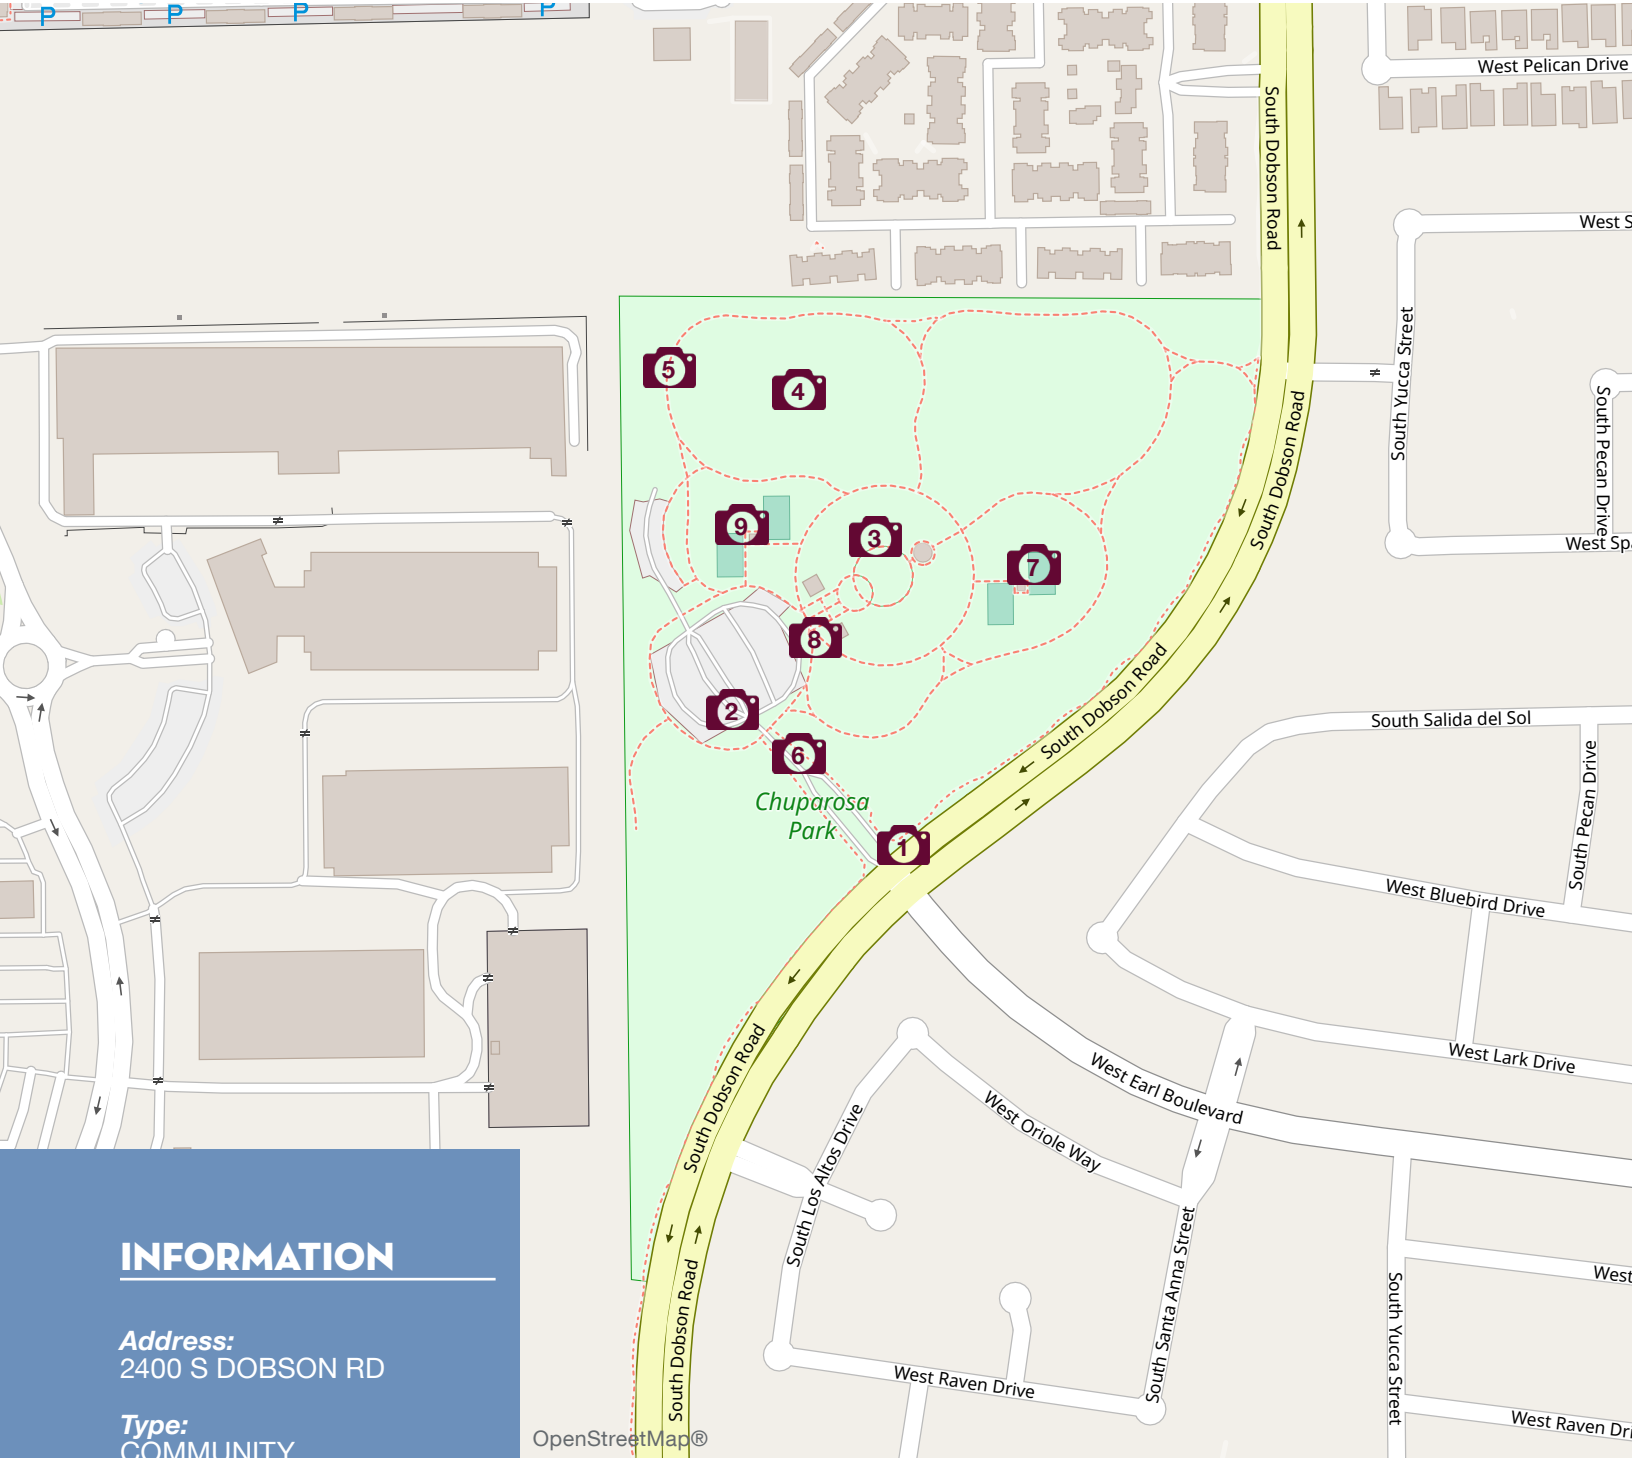 P
P
P
P
West Pelican Drive
South Dobson Road
West S
South Yucca Street
South Pecan Drive
South Dobson Road
West Spa
5
4
9
3
7
8
2
6
1
Chuparosa
Park
South Dobson Road
South Salida del Sol
South Pecan Drive
West Bluebird Drive
West Lark Drive
West Earl Boulevard
West Oriole Way
South Dobson Road
South Los Altos Drive
South Santa Anna Street
South Yucca Street
West
South Dobson Road
West Raven Drive
West Raven Dri
INFORMATION
Address:
2400 S DOBSON RD
Type:
COMMUNITY
OpenStreetMap®